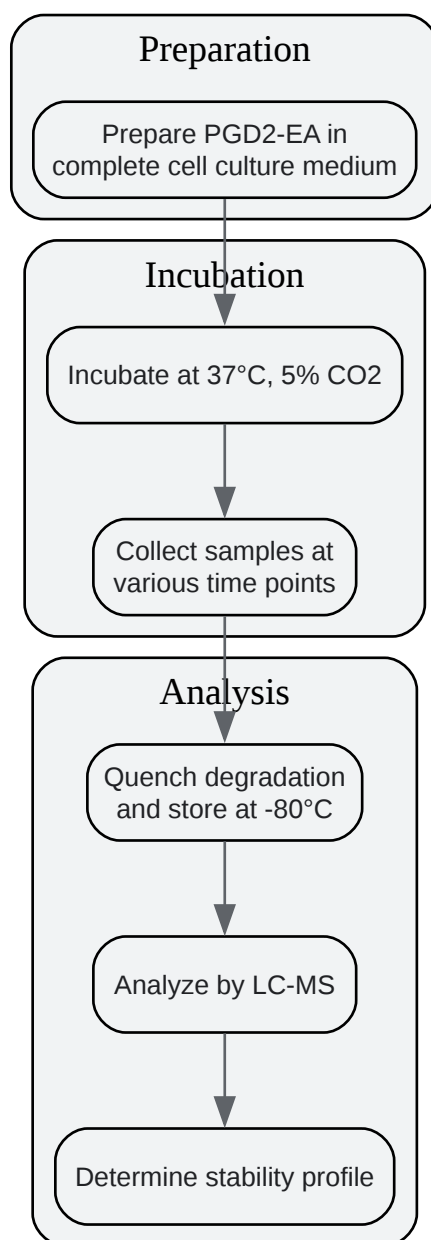 Preparation
Prepare PGD2-EA in
complete cell culture medium
Incubation
Incubate at 37°C, 5% CO2
Collect samples at
various time points
Analysis
Quench degradation
and store at -80°C
Analyze by LC-MS
Determine stability profile